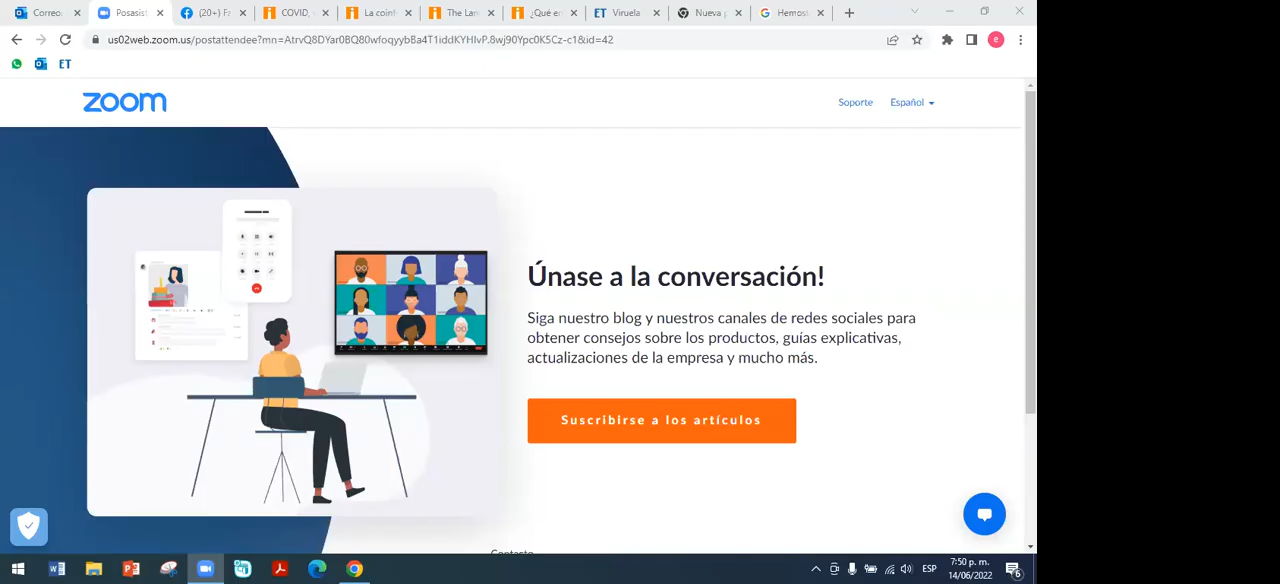 Correo
Posasist
(20+) Fa
COVID,
La coinf
The Lan
¿Qué es
ET Viruela
Nueva p
Hemost
us02web.zoom.us/postattendee?mn=AtrvQ8DYar0BQ80wfoqyybBa4T1iddKYHIvP.8wj90Ypc0K5Cz-c1&id=42
e
ET
zoom
Soporte
Español
Únase a la conversación!
Siga nuestro blog y nuestros canales de redes sociales para
obtener consejos sobre los productos, guías explicativas,
actualizaciones de la empresa y mucho más.
Suscribirse a los artículos
Contacto
ESP
7:50 p. m.
14/06/2022
6